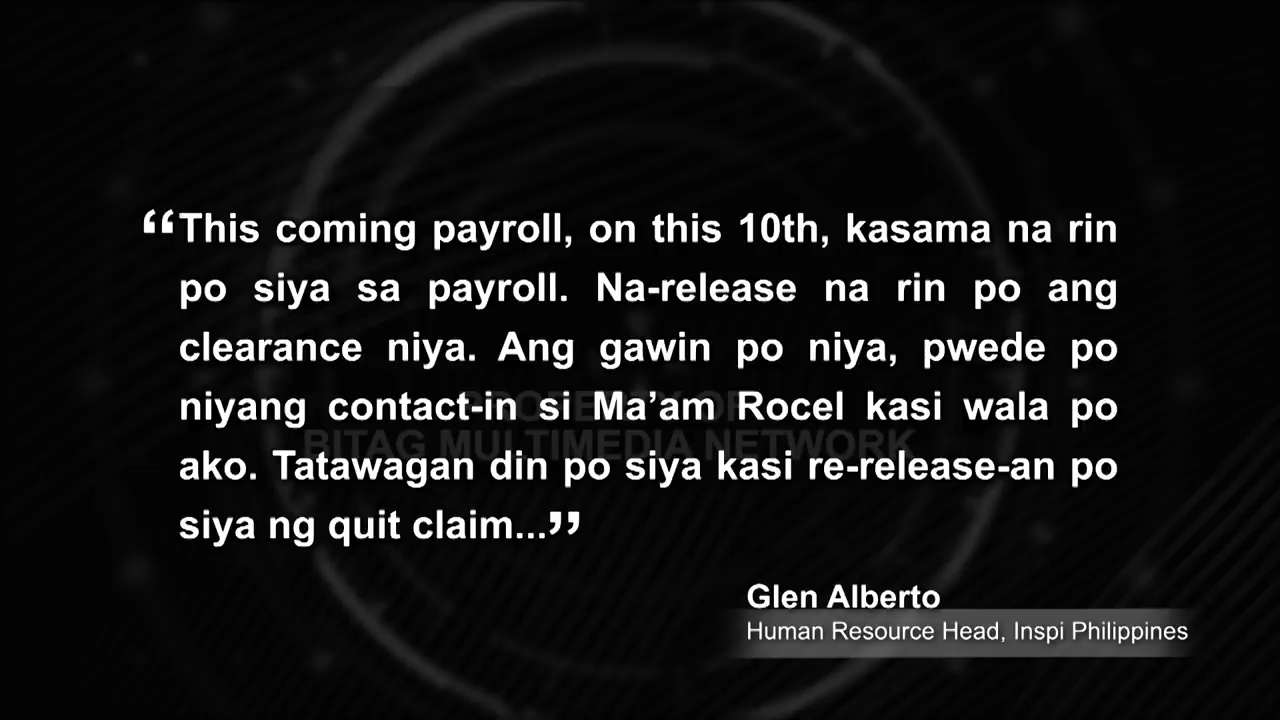 “This coming payroll, on this 10th, kasama na rin
po siya sa payroll. Na-release na rin po ang
clearance niya. Ang gawin po niya, pwede po
niyang contact-in si Ma’am Rocel kasi wala po
ako. Tatawagan din po siya kasi re-release-an po
siya ng quit claim...”
PROPERTY OF
BITAG MULTIMEDIA NETWORK
Glen Alberto
Human Resource Head, Inspi Philippines